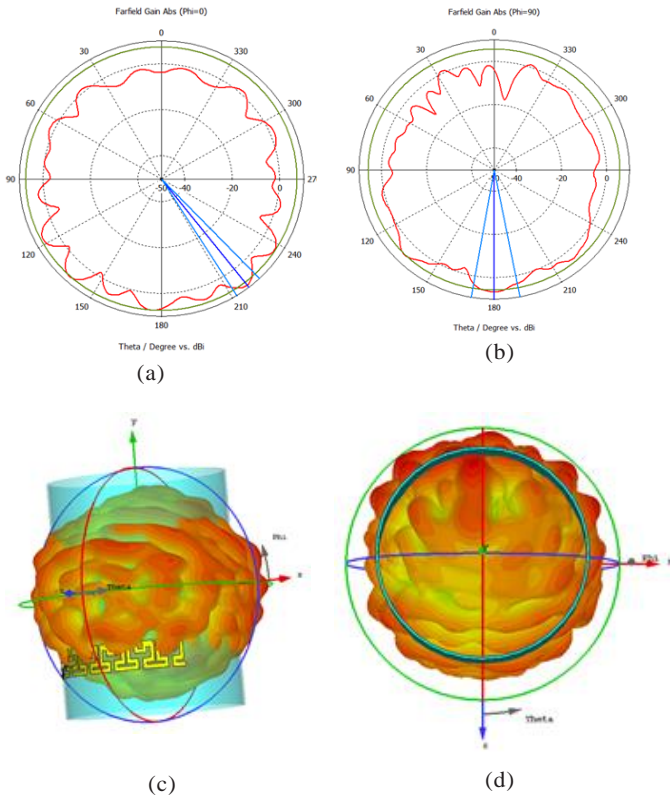 Farfield Gain Abs (Phi=0)
0
30 330
60 300
90 -50 -40 -20 0 27
120 240
150 210
180
Theta / Degree vs. dBi
(a)
Farfield Gain Abs (Phi=90)
0
30 330
60 300
90 50 -40 -20 0
120 240
150 210
180
Theta / Degree vs. dBi
(b)
y
Phi
Theta
x
(c)
Phi
x
Theta
z
(d)